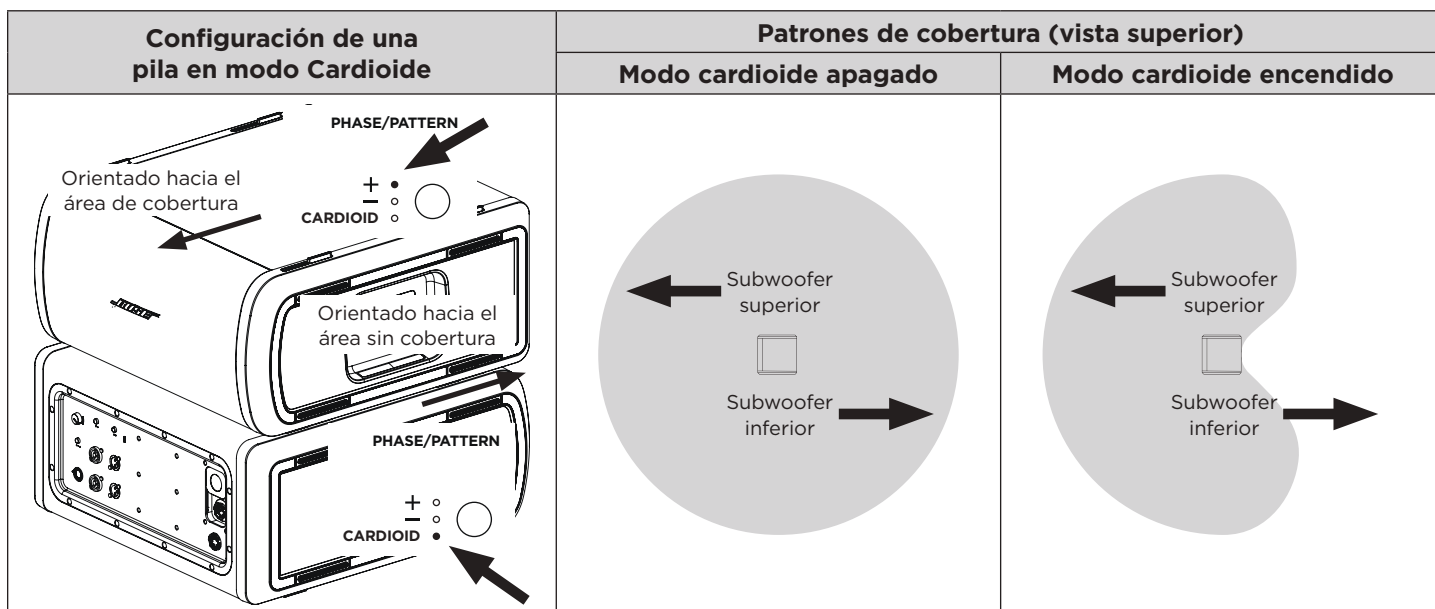 Configuración de una
pila en modo Cardioide
Patrones de cobertura (vista superior)
Modo cardioide apagado
Modo cardioide encendido
PHASE/PATTERN
Orientado hacia el
área de cobertura
+
–
CARDIOID
BOSE
Orientado hacia el
área sin cobertura
PHASE/PATTERN
+
–
CARDIOID
Subwoofer
superior
Subwoofer
inferior
Subwoofer
superior
Subwoofer
inferior